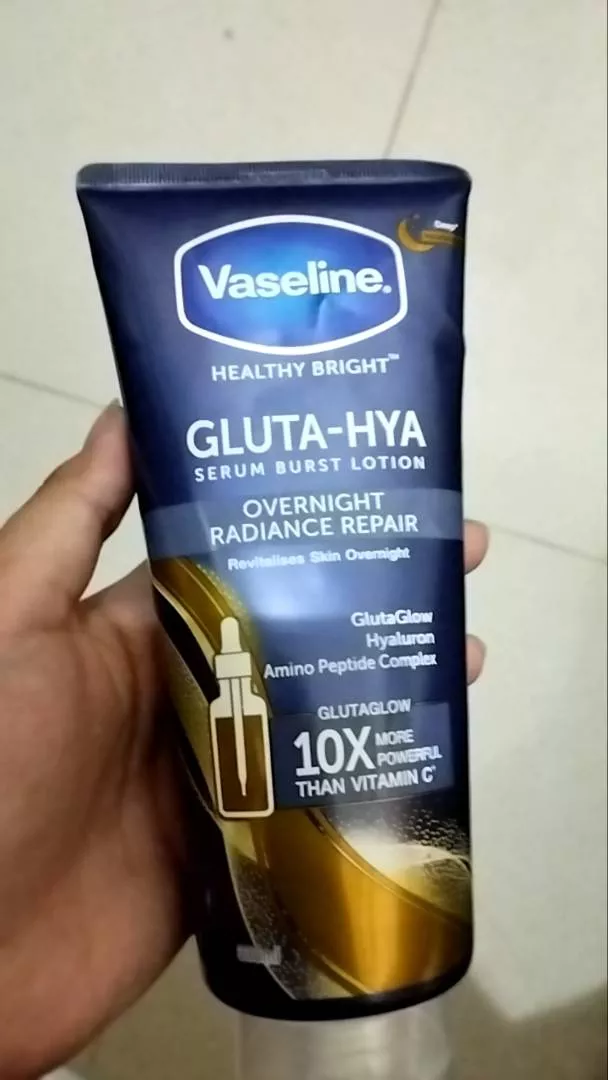 Vaseline®
HEALTHY BRIGHT™
GLUTA-HYA
SERUM BURST LOTION
OVERNIGHT
RADIANCE REPAIR
Revitalises Skin Overnight
GlutaGlow
Hyaluron
Amino Peptide Complex
GLUTAGLOW
10X MORE POWERFUL
THAN VITAMIN C*